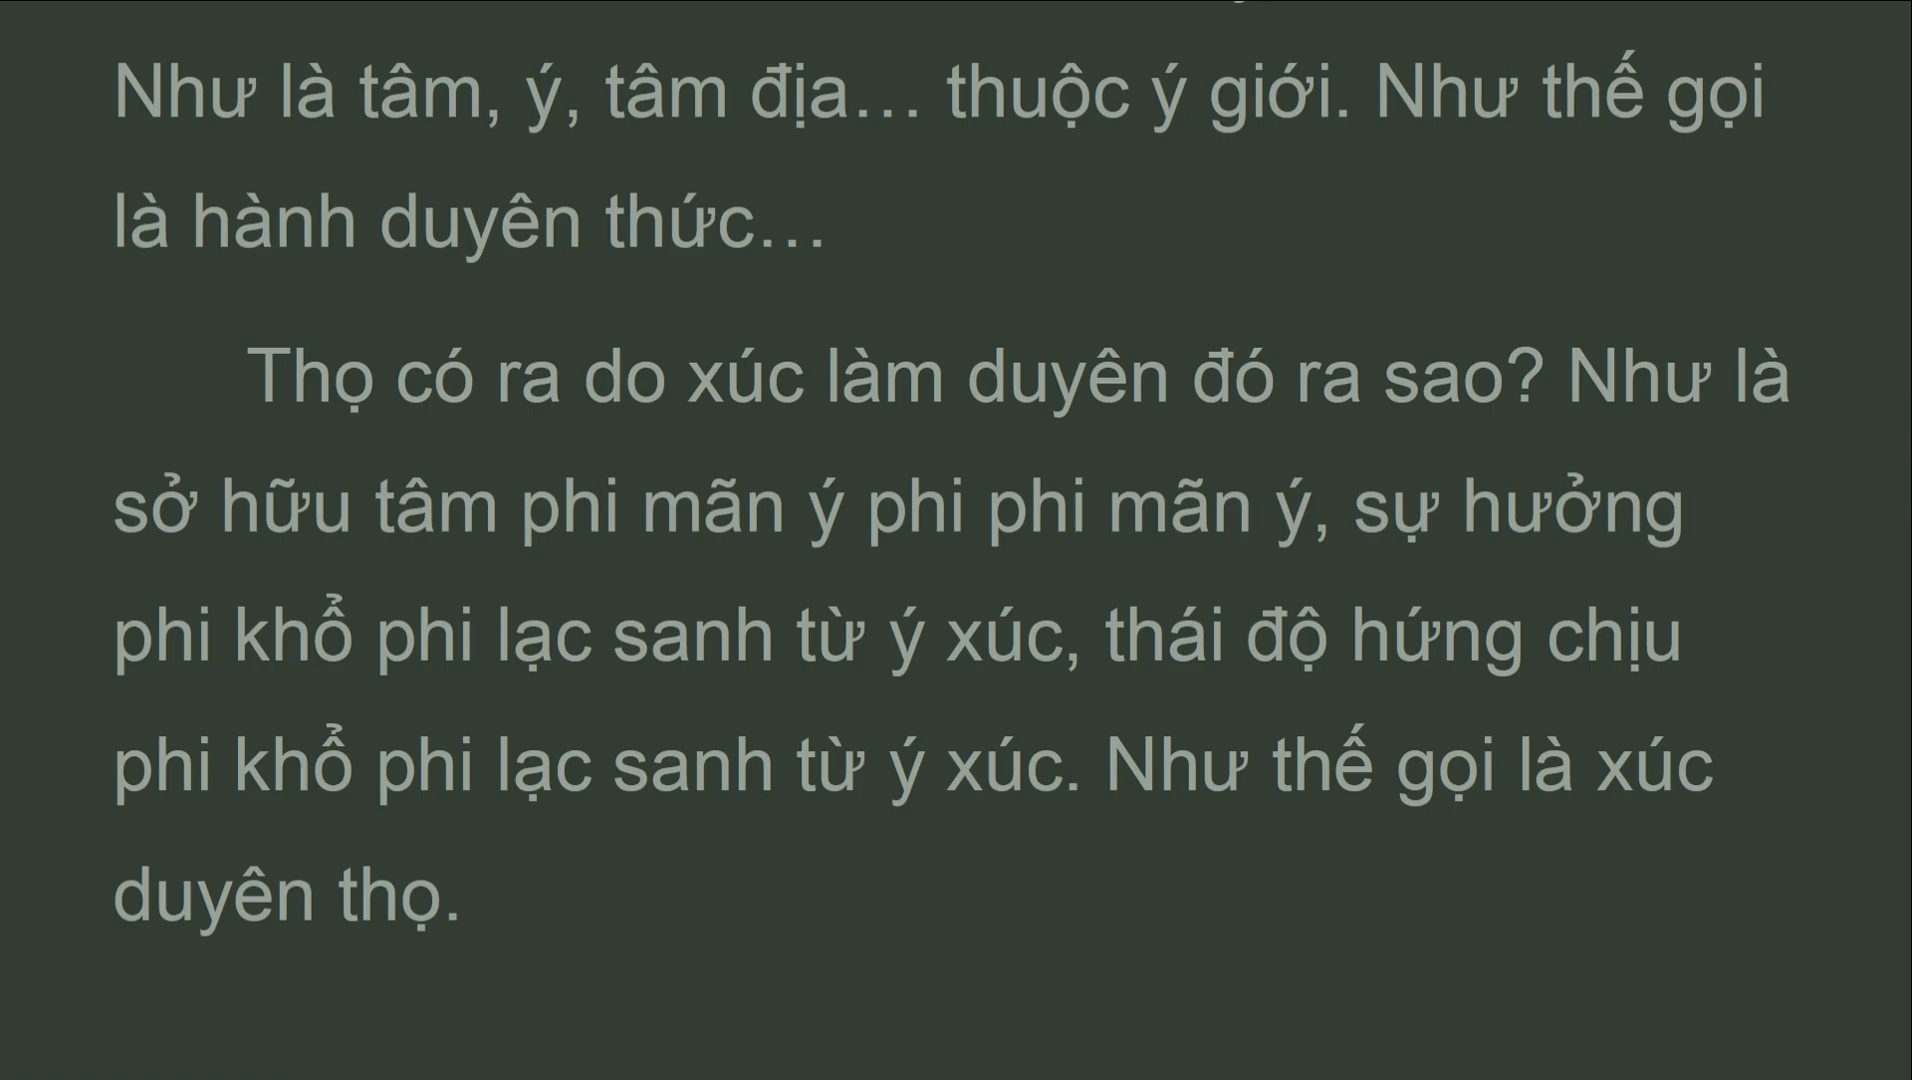 Như là tâm, ý, tâm địa… thuộc ý giới. Như thế gọi
là hành duyên thức…
Thọ có ra do xúc làm duyên đó ra sao? Như là
sở hữu tâm phi mãn ý phi phi mãn ý, sự hưởng
phi khổ phi lạc sanh từ ý xúc, thái độ hứng chịu
phi khổ phi lạc sanh từ ý xúc. Như thế gọi là xúc
duyên thọ.